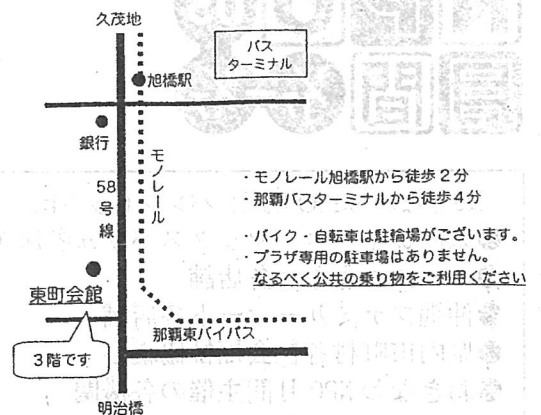 久茂地
バス
ターミナル
旭橋駅
銀行
モノレール
58号線
・モノレール旭橋駅から徒歩2分
・那覇バスターミナルから徒歩4分
・バイク・自転車は駐輪場がございます。
・プラザ専用の駐車場はありません。
なるべく公共の乗り物をご利用ください
東町会館
那覇東バイパス
3階です
明治橋